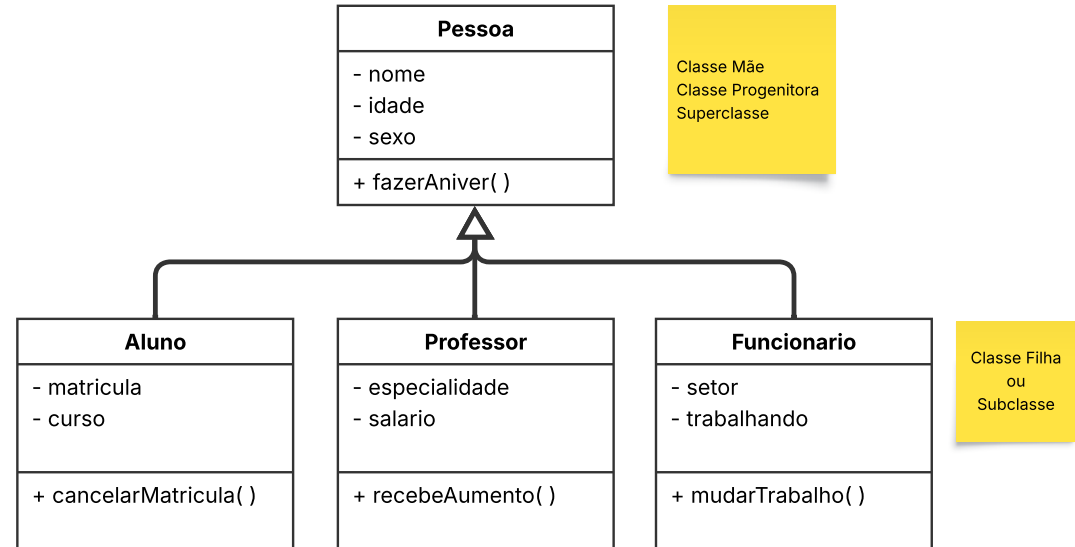 Pessoa
- nome
- idade
- sexo
+ fazerAniver( )
Classe Mãe
Classe Progenitora
Superclasse
Aluno
- matricula
- curso
+ cancelarMatricula( )
Professor
- especialidade
- salario
+ recebeAumento( )
Funcionario
- setor
- trabalhando
+ mudarTrabalho( )
Classe Filha
ou
Subclasse